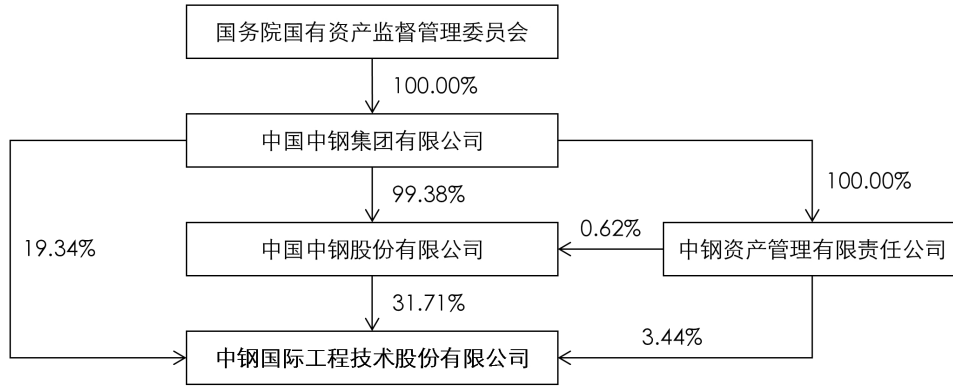 国务院国有资产监督管理委员会
100.00%
中国中钢集团有限公司
99.38%
100.00%
19.34%
中国中钢股份有限公司
0.62%
中钢资产管理有限责任公司
31.71%
3.44%
中钢国际工程技术股份有限公司